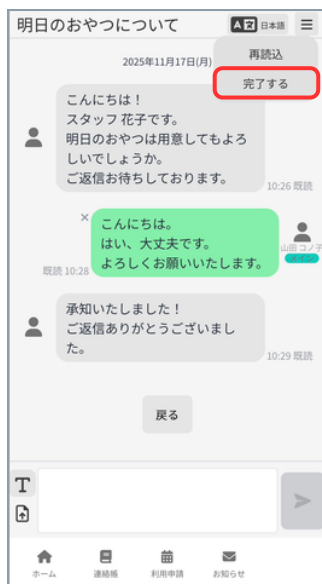 明日のおやつについて
A 日本語
再読込
完了する
2025年11月17日(月)
こんにちは！
スタッフ 花子です。
明日のおやつは用意してもよろ
しいでしょうか。
ご返信お待ちしております。
10:26 既読
×
こんにちは。
はい、大丈夫です。
よろしくお願いいたします。
既読 10:28
山田 コノ子
メイン
承知いたしました！
ご返信ありがとうございまし
た。
10:29 既読
戻る
T
ホーム
連絡帳
利用申請
お知らせ